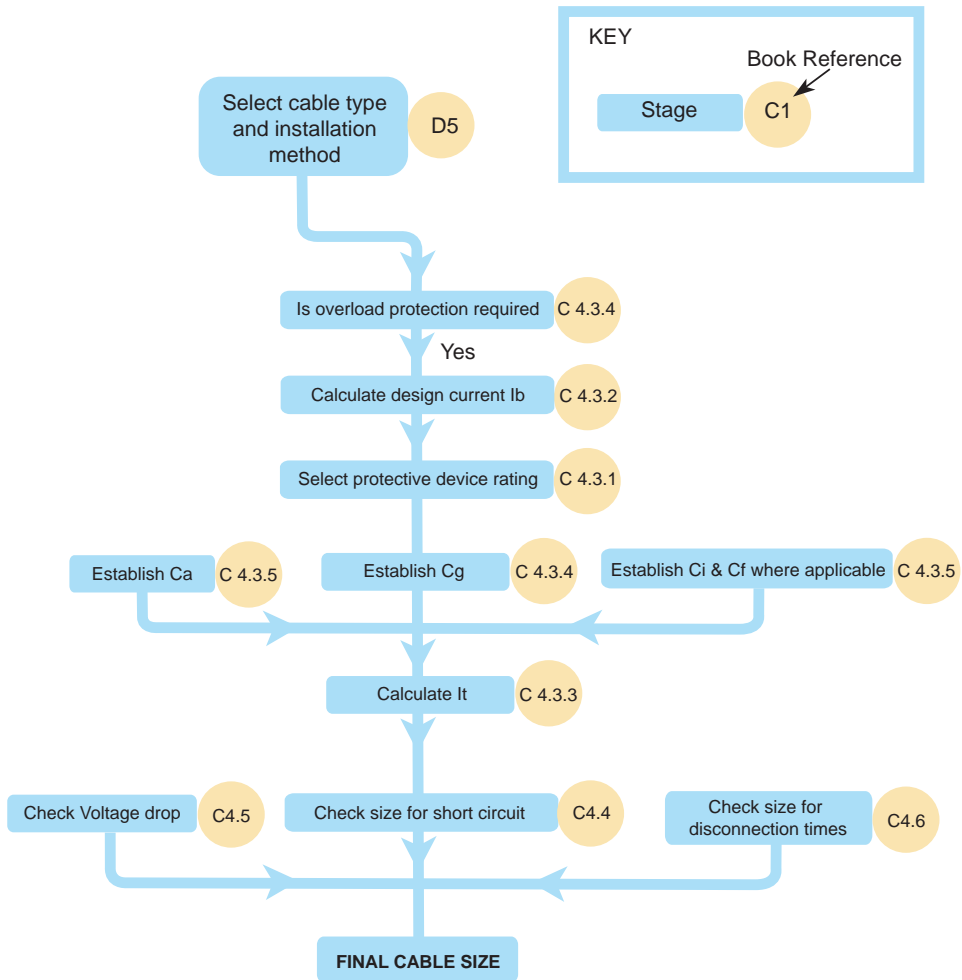 KEY
Book Reference
Stage
C1
Select cable type
and installation
method
D5
Is overload protection required
C 4.3.4
Yes
Calculate design current Ib
C 4.3.2
Select protective device rating
C 4.3.1
Establish Ca
C 4.3.5
Establish Cg
C 4.3.4
Establish Ci & Cf where applicable
C 4.3.5
Calculate It
C 4.3.3
Check Voltage drop
C4.5
Check size for short circuit
C4.4
Check size for
disconnection times
C4.6
FINAL CABLE SIZE